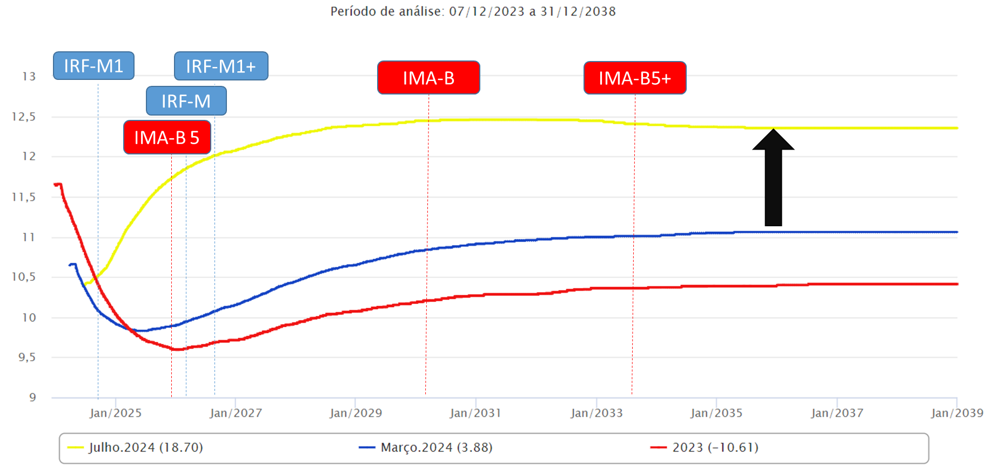 Período de análise: 07/12/2023 a 31/12/2038
IRF-M1
IRF-M1+
IMA-B
IMA-B5+
IRF-M
IMA-B 5
13
12,5
12
11,5
11
10,5
10
9,5
9
Jan/2025
Jan/2027
Jan/2029
Jan/2031
Jan/2033
Jan/2035
Jan/2037
Jan/2039
Julho.2024 (18.70)
Março.2024 (3.88)
2023 (-10.61)